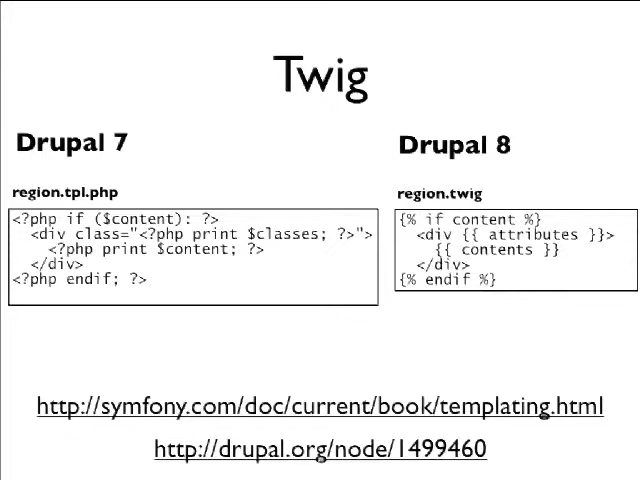 Twig
Drupal 7
region.tpl.php
<?php if ($content): ?>
<div class="<?php print $classes; ?>">
<?php print $content; ?>
</div>
<?php endif; ?>
Drupal 8
region.twig
{% if content %}
<div {{ attributes }}>
{{ contents }}
</div>
{% endif %}
http://symfony.com/doc/current/book/templating.html
http://drupal.org/node/1499460